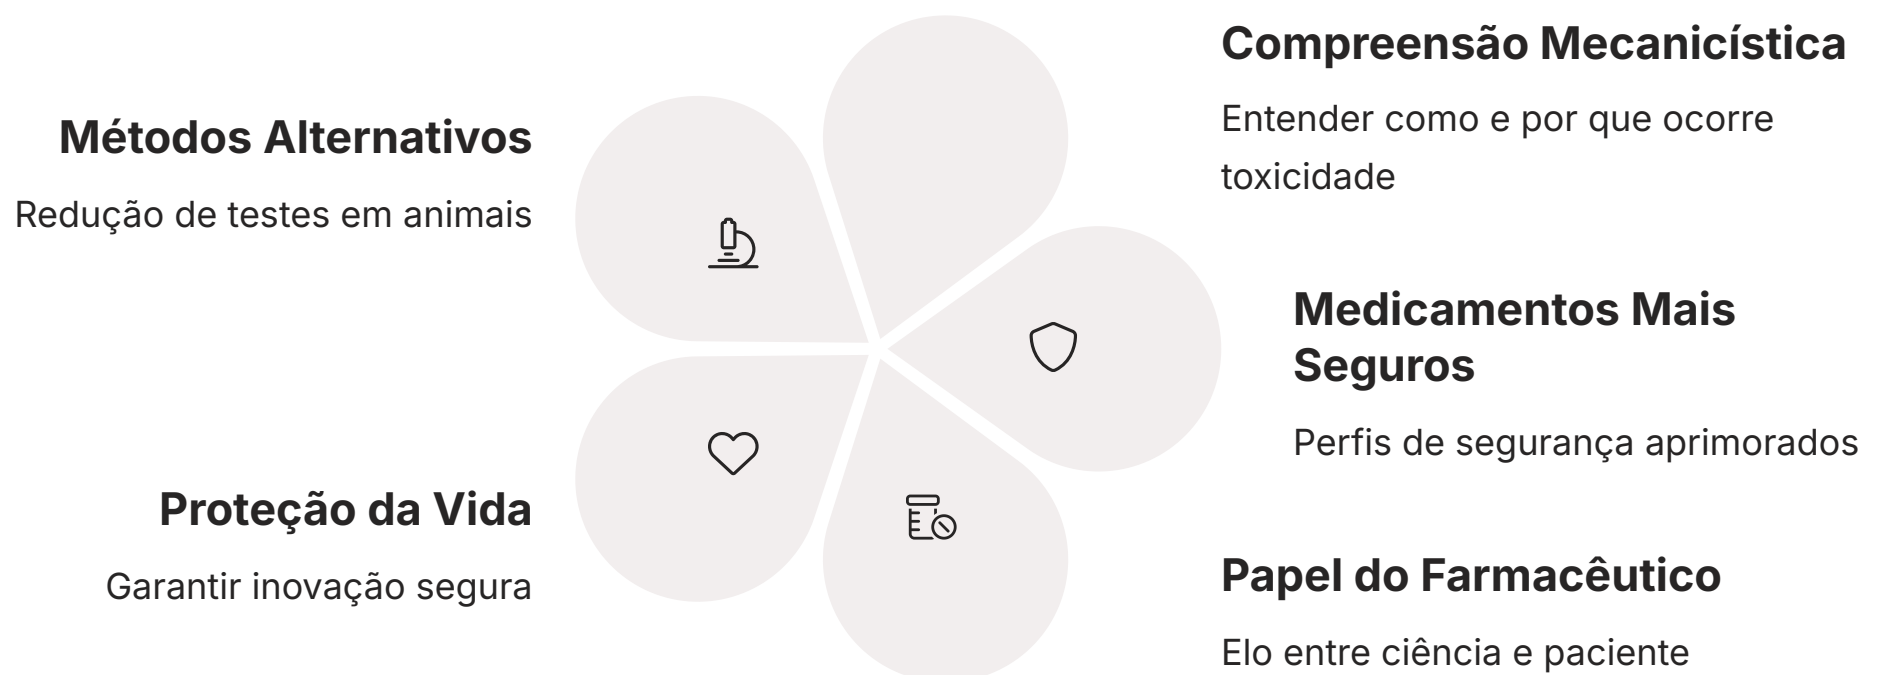 Compreensão Mecanicística
Entender como e por que ocorre
toxicidade
Métodos Alternativos
Redução de testes em animais
Medicamentos Mais
Seguros
Perfis de segurança aprimorados
Proteção da Vida
Garantir inovação segura
Papel do Farmacêutico
Elo entre ciência e paciente